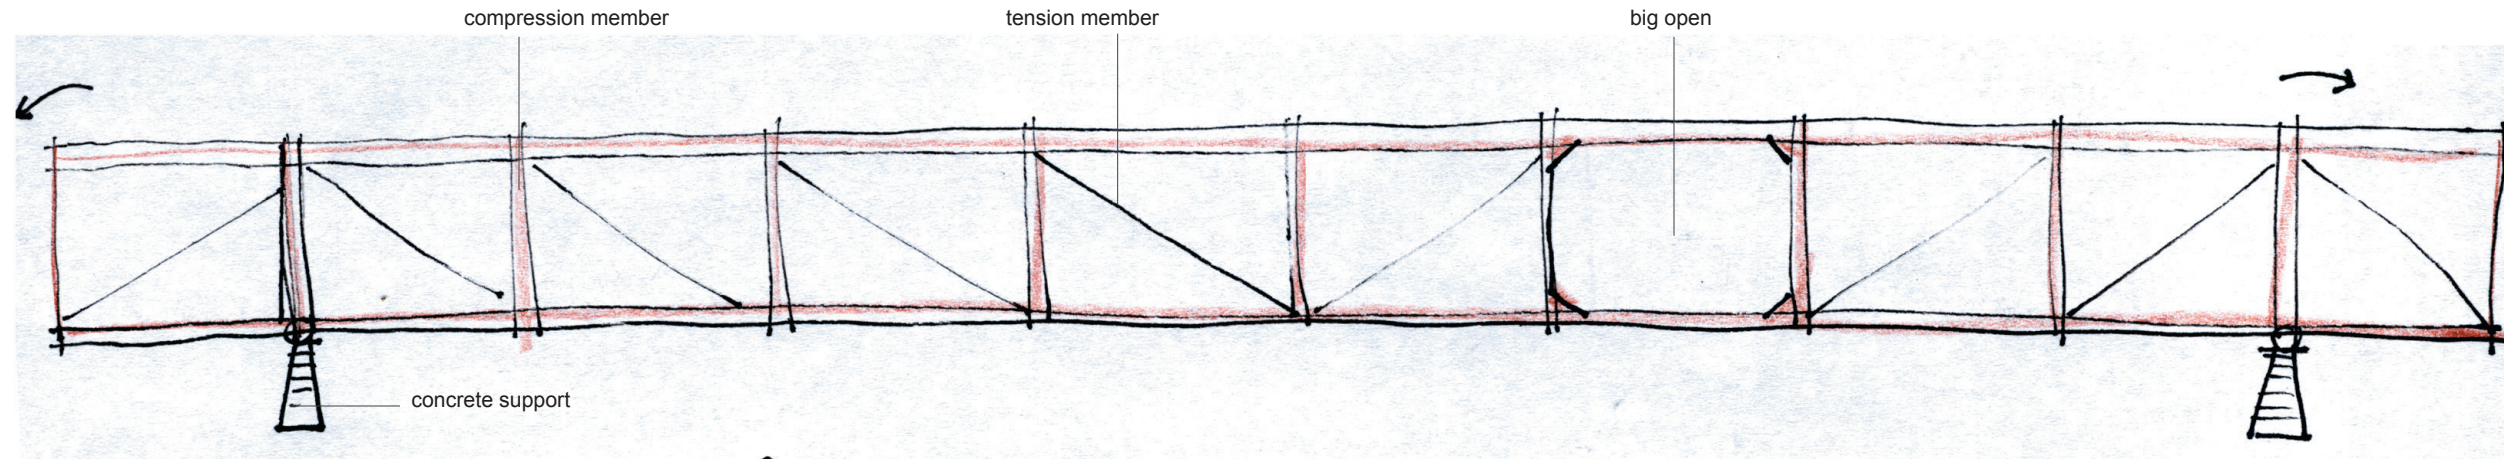 compression member
tension member
big open
concrete support